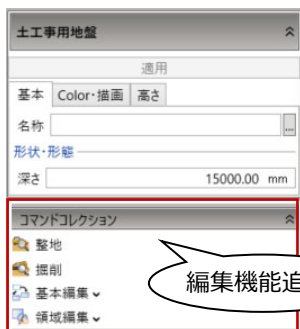 土工事用地盤
適用
基本 Color・描画 高さ
名称 ...
形状・形態
深さ 15000.00 mm
コマンドコレクション
整地
掘削
基本編集
領域編集
編集機能追